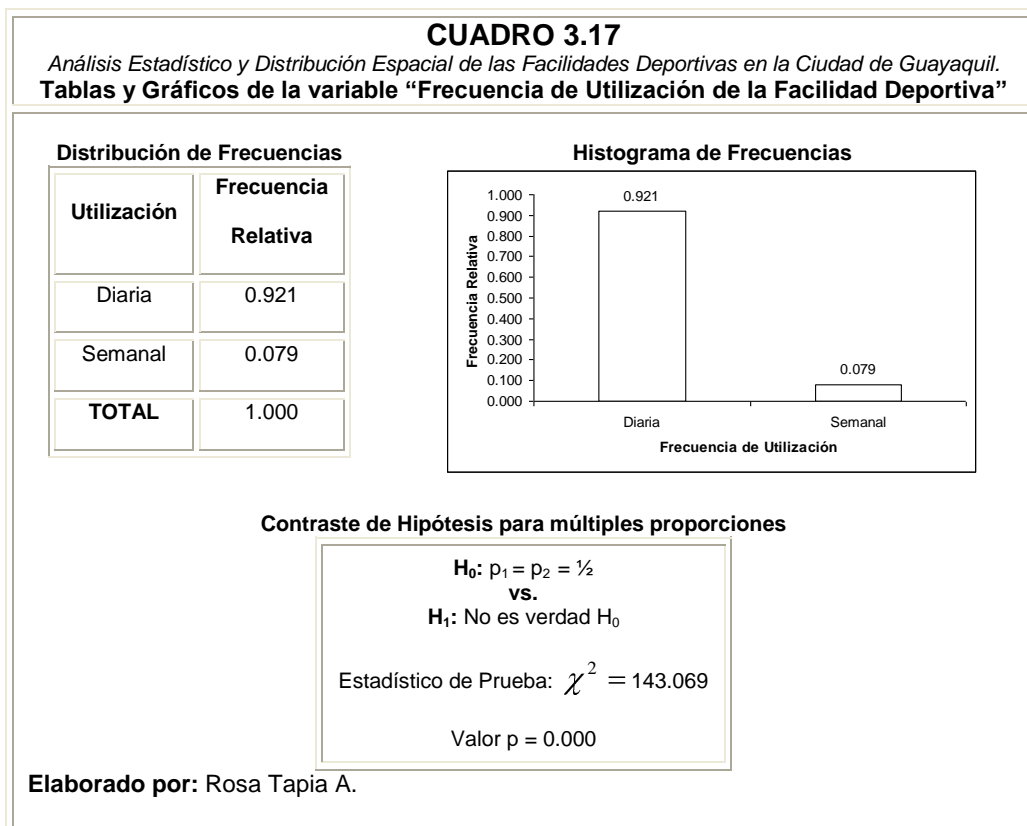 CUADRO 3.17
Análisis Estadístico y Distribución Espacial de las Facilidades Deportivas en la Ciudad de Guayaquil.
Tablas y Gráficos de la variable “Frecuencia de Utilización de la Facilidad Deportiva”
Distribución de Frecuencias
Utilización
Frecuencia
Relativa
Diaria 0.921
Semanal 0.079
TOTAL 1.000
Histograma de Frecuencias
Frecuencia Relativa
1.000
0.900
0.800
0.700
0.600
0.500
0.400
0.300
0.200
0.100
0.000
0.921
0.079
Diaria Semanal
Frecuencia de Utilización
Contraste de Hipótesis para múltiples proporciones
H₀: p₁ = p₂ = ½
vs.
H₁: No es verdad H₀
Estadístico de Prueba: χ² = 143.069
Valor p = 0.000
Elaborado por: Rosa Tapia A.